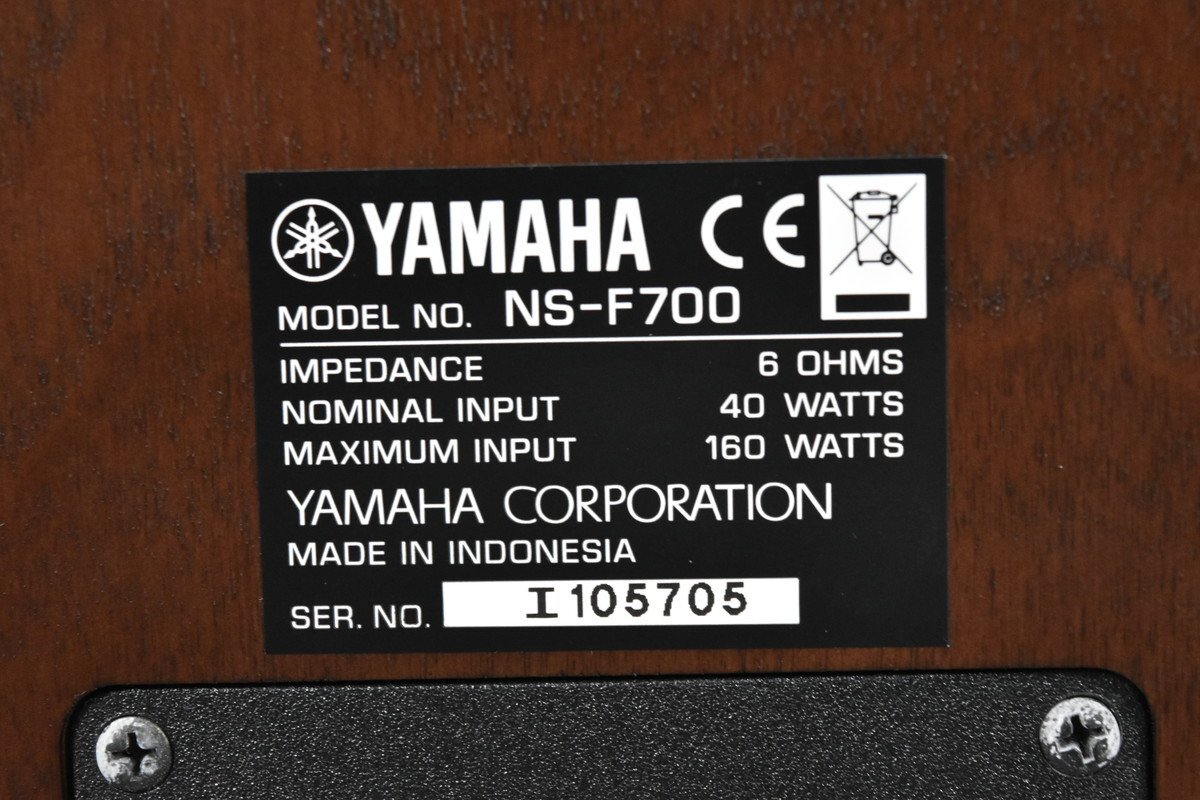 YAMAHA CE
MODEL NO. NS-F700
IMPEDANCE 6 OHMS
NOMINAL INPUT 40 WATTS
MAXIMUM INPUT 160 WATTS
YAMAHA CORPORATION
MADE IN INDONESIA
SER. NO. I105705